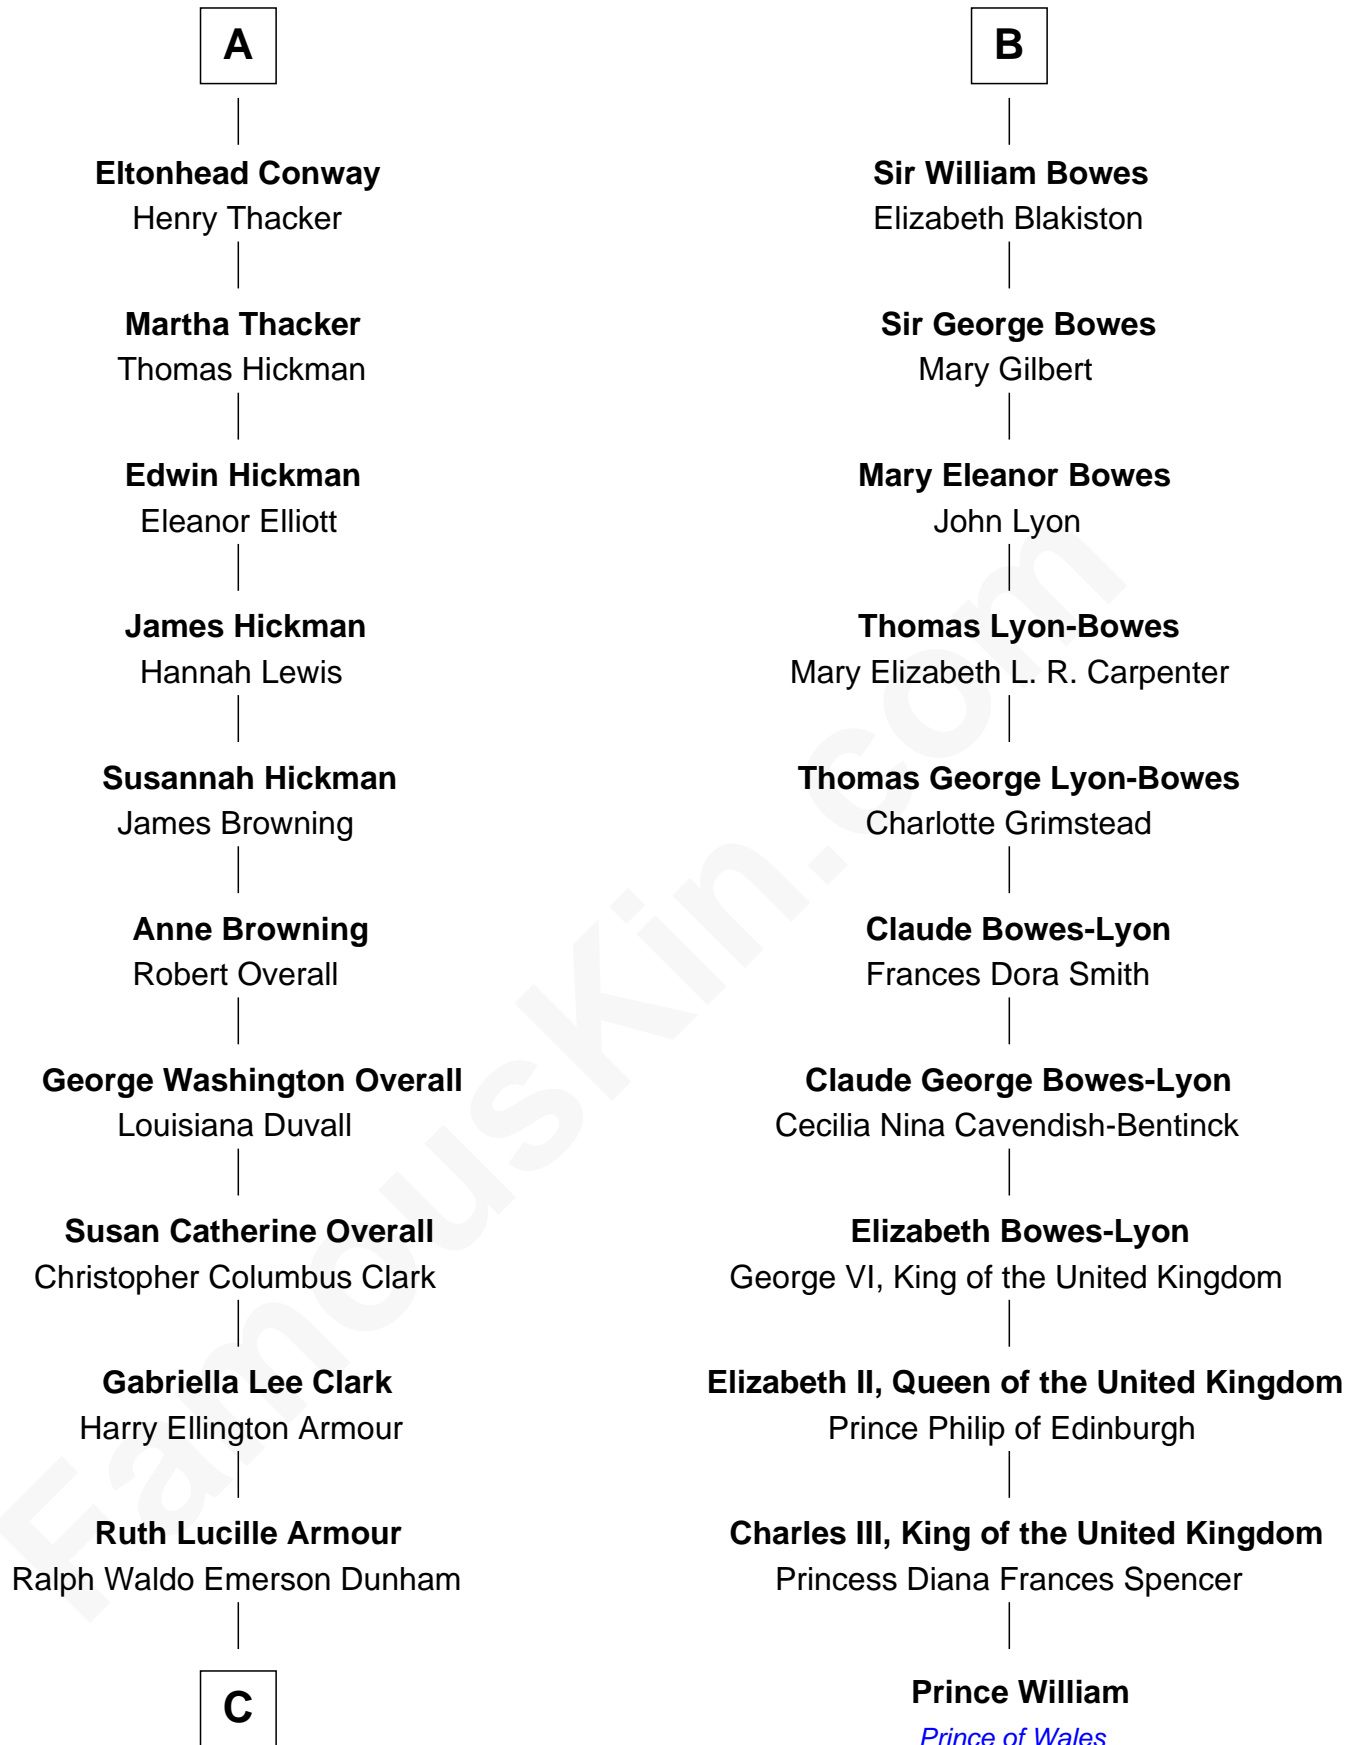 A
Eltonhead Conway
Henry Thacker
Martha Thacker
Thomas Hickman
Edwin Hickman
Eleanor Elliott
James Hickman
Hannah Lewis
Susannah Hickman
James Browning
Anne Browning
Robert Overall
George Washington Overall
Louisiana Duvall
Susan Catherine Overall
Christopher Columbus Clark
Gabriella Lee Clark
Harry Ellington Armour
Ruth Lucille Armour
Ralph Waldo Emerson Dunham
C
B
Sir William Bowes
Elizabeth Blakiston
Sir George Bowes
Mary Gilbert
Mary Eleanor Bowes
John Lyon
Thomas Lyon-Bowes
Mary Elizabeth L. R. Carpenter
Thomas George Lyon-Bowes
Charlotte Grimstead
Claude Bowes-Lyon
Frances Dora Smith
Claude George Bowes-Lyon
Cecilia Nina Cavendish-Bentinck
Elizabeth Bowes-Lyon
George VI, King of the United Kingdom
Elizabeth II, Queen of the United Kingdom
Prince Philip of Edinburgh
Charles III, King of the United Kingdom
Princess Diana Frances Spencer
Prince William
Prince of Wales
FamousKin.com